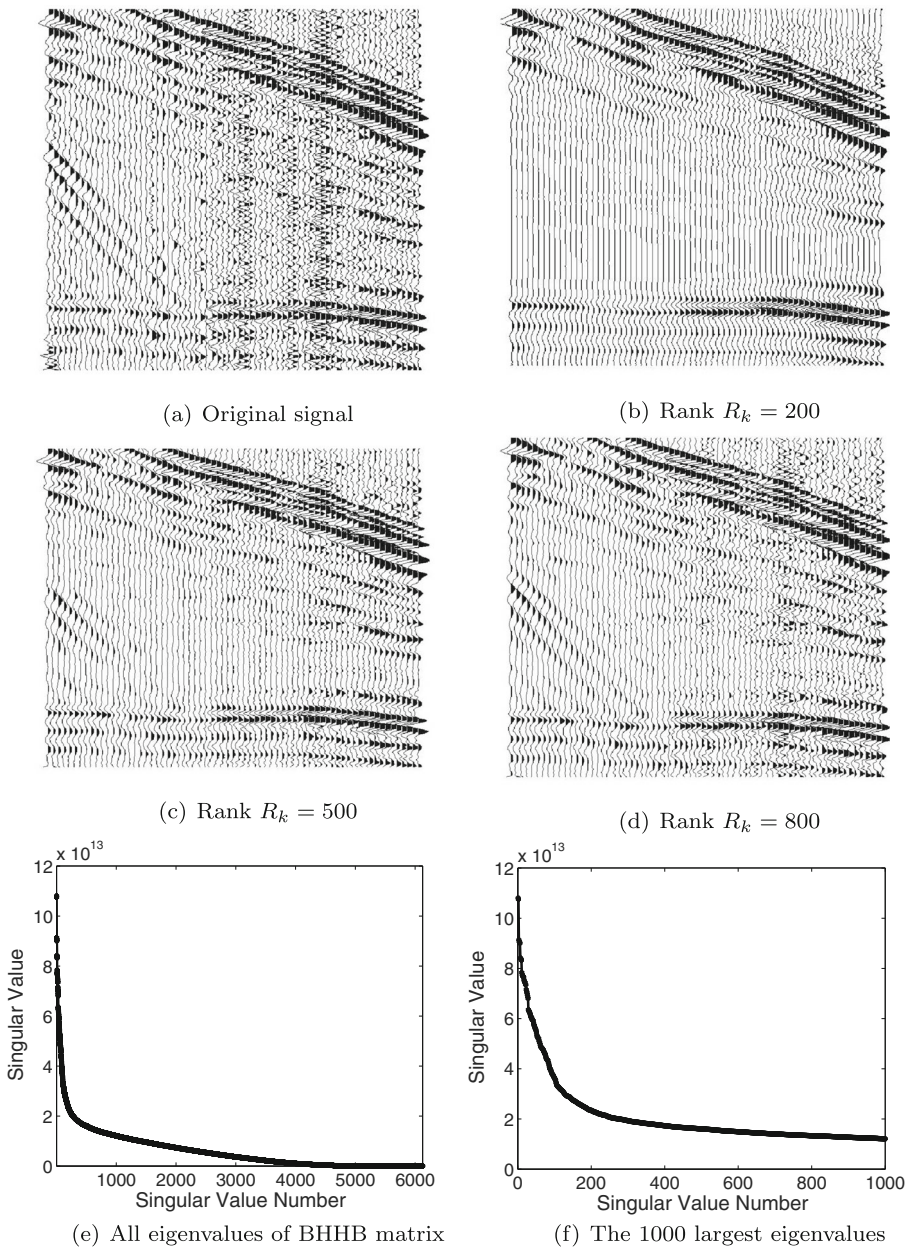 (a) Original signal
(b) Rank R_k = 200
(c) Rank R_k = 500
(d) Rank R_k = 800
x 10^13
12
10
8
6
4
2
0
Singular Value
1000 2000 3000 4000 5000 6000
Singular Value Number
(e) All eigenvalues of BHHB matrix
x 10^13
12
10
8
6
4
2
0
Singular Value
0 200 400 600 800 1000
Singular Value Number
(f) The 1000 largest eigenvalues